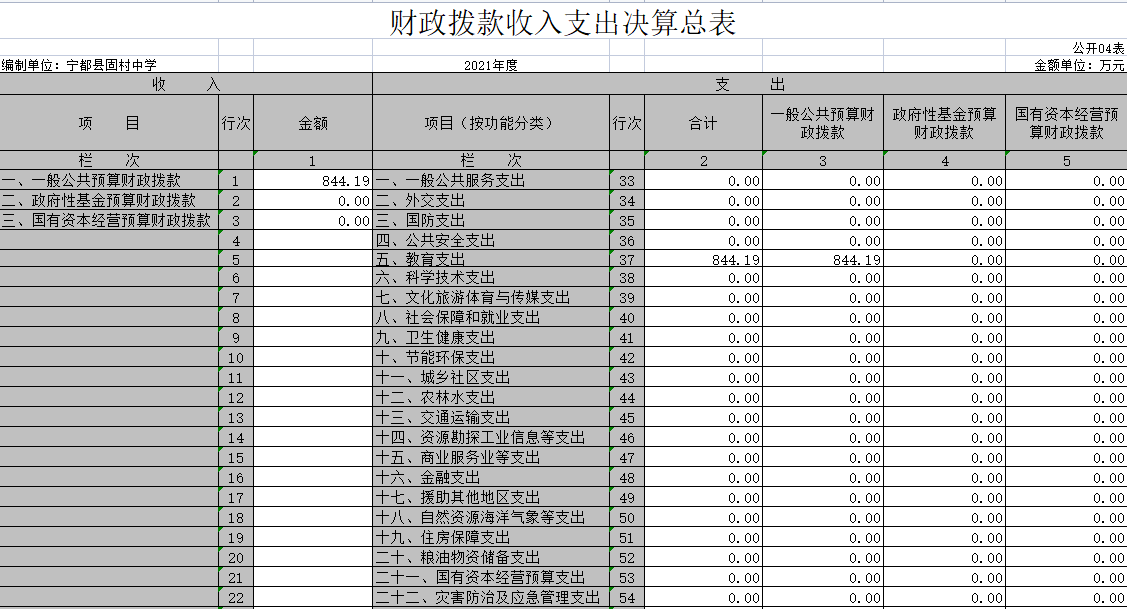 财政拨款收入支出决算总表
公开04表
编制单位：宁都县固村中学 2021年度 金额单位：万元
收 入 支 出
项 目 行次 金额 项目（按功能分类） 行次 合计 一般公共预算财政拨款 政府性基金预算财政拨款 国有资本经营预算财政拨款
栏 次 1 栏 次 2 3 4 5
一、一般公共预算财政拨款 1 844.19 一、一般公共服务支出 33 0.00 0.00 0.00 0.00
二、政府性基金预算财政拨款 2 0.00 二、外交支出 34 0.00 0.00 0.00 0.00
三、国有资本经营预算财政拨款 3 0.00 三、国防支出 35 0.00 0.00 0.00 0.00
4 四、公共安全支出 36 0.00 0.00 0.00 0.00
5 五、教育支出 37 844.19 844.19 0.00 0.00
6 六、科学技术支出 38 0.00 0.00 0.00 0.00
7 七、文化旅游体育与传媒支出 39 0.00 0.00 0.00 0.00
8 八、社会保障和就业支出 40 0.00 0.00 0.00 0.00
9 九、卫生健康支出 41 0.00 0.00 0.00 0.00
10 十、节能环保支出 42 0.00 0.00 0.00 0.00
11 十一、城乡社区支出 43 0.00 0.00 0.00 0.00
12 十二、农林水支出 44 0.00 0.00 0.00 0.00
13 十三、交通运输支出 45 0.00 0.00 0.00 0.00
14 十四、资源勘探工业信息等支出 46 0.00 0.00 0.00 0.00
15 十五、商业服务业等支出 47 0.00 0.00 0.00 0.00
16 十六、金融支出 48 0.00 0.00 0.00 0.00
17 十七、援助其他地区支出 49 0.00 0.00 0.00 0.00
18 十八、自然资源海洋气象等支出 50 0.00 0.00 0.00 0.00
19 十九、住房保障支出 51 0.00 0.00 0.00 0.00
20 二十、粮油物资储备支出 52 0.00 0.00 0.00 0.00
21 二十一、国有资本经营预算支出 53 0.00 0.00 0.00 0.00
22 二十二、灾害防治及应急管理支出 54 0.00 0.00 0.00 0.00